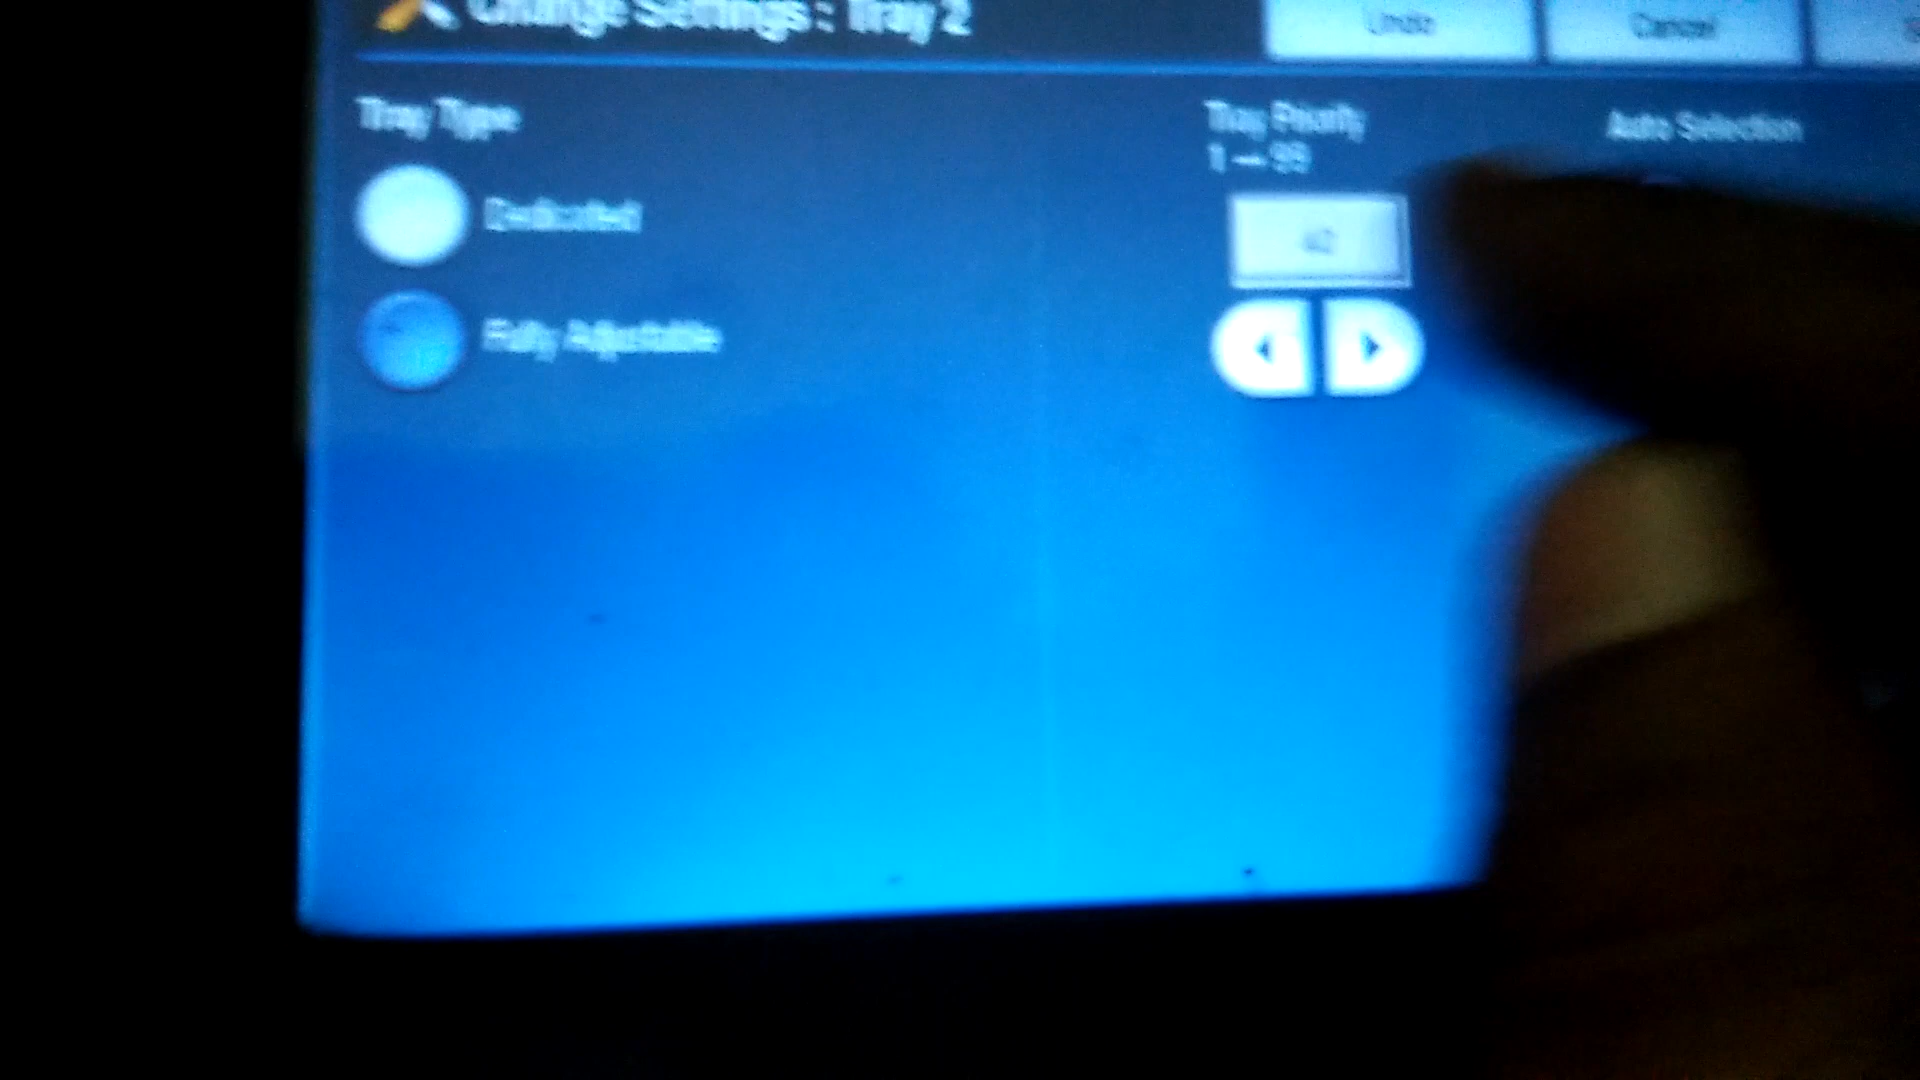 Change Settings : Tray 2
Undo
Cancel
Tray Type
Tray Priority
1 — 99
Auto Selection
Dedicated
Fully Adjustable